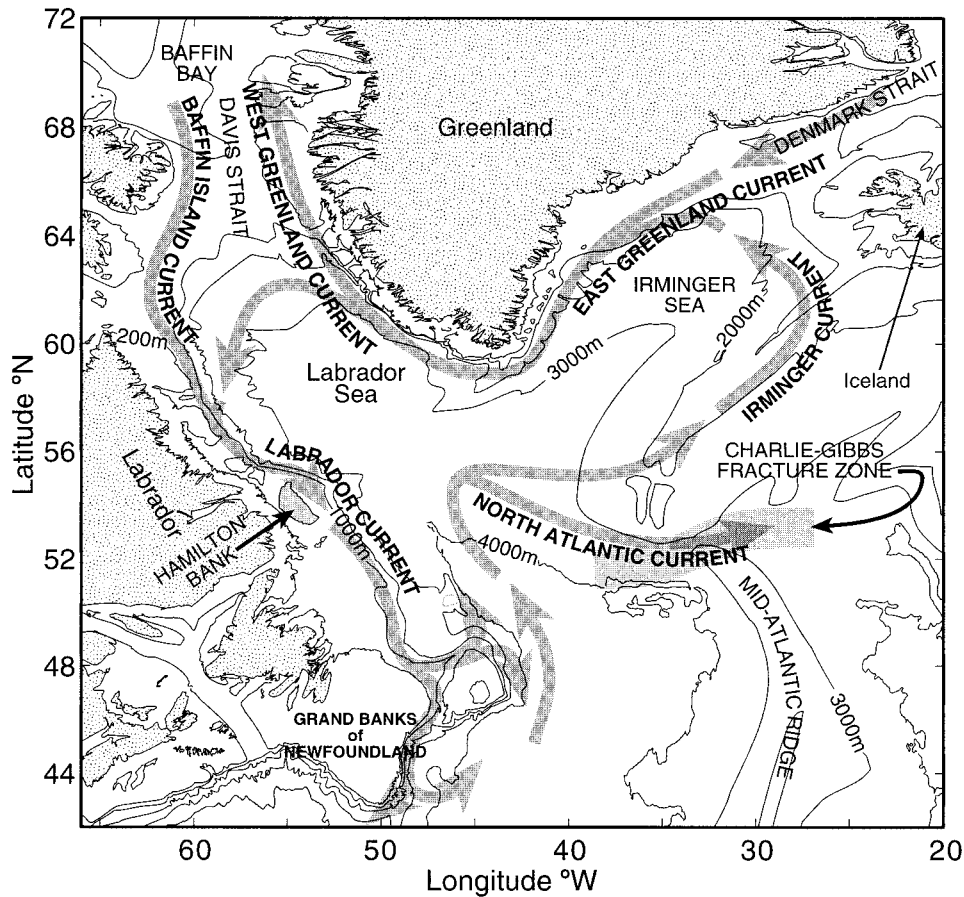 72
68
64
60
56
52
48
44
Latitude ºN
60
50
40
30
20
Longitude ºW
BAFFIN
BAY
DAVIS STRAIT
BAFFIN ISLAND CURRENT
WEST GREENLAND CURRENT
Greenland
DENMARK STRAIT
EAST GREENLAND CURRENT
IRMINGER
SEA
2000m
IRMINGER CURRENT
Iceland
3000m
200m
Labrador
Sea
Labrador
LABRADOR CURRENT
1000m
HAMILTON
BANK
CHARLIE-GIBBS
FRACTURE ZONE
NORTH ATLANTIC CURRENT
4000m
MID-ATLANTIC RIDGE
3000m
GRAND BANKS
of
NEWFOUNDLAND